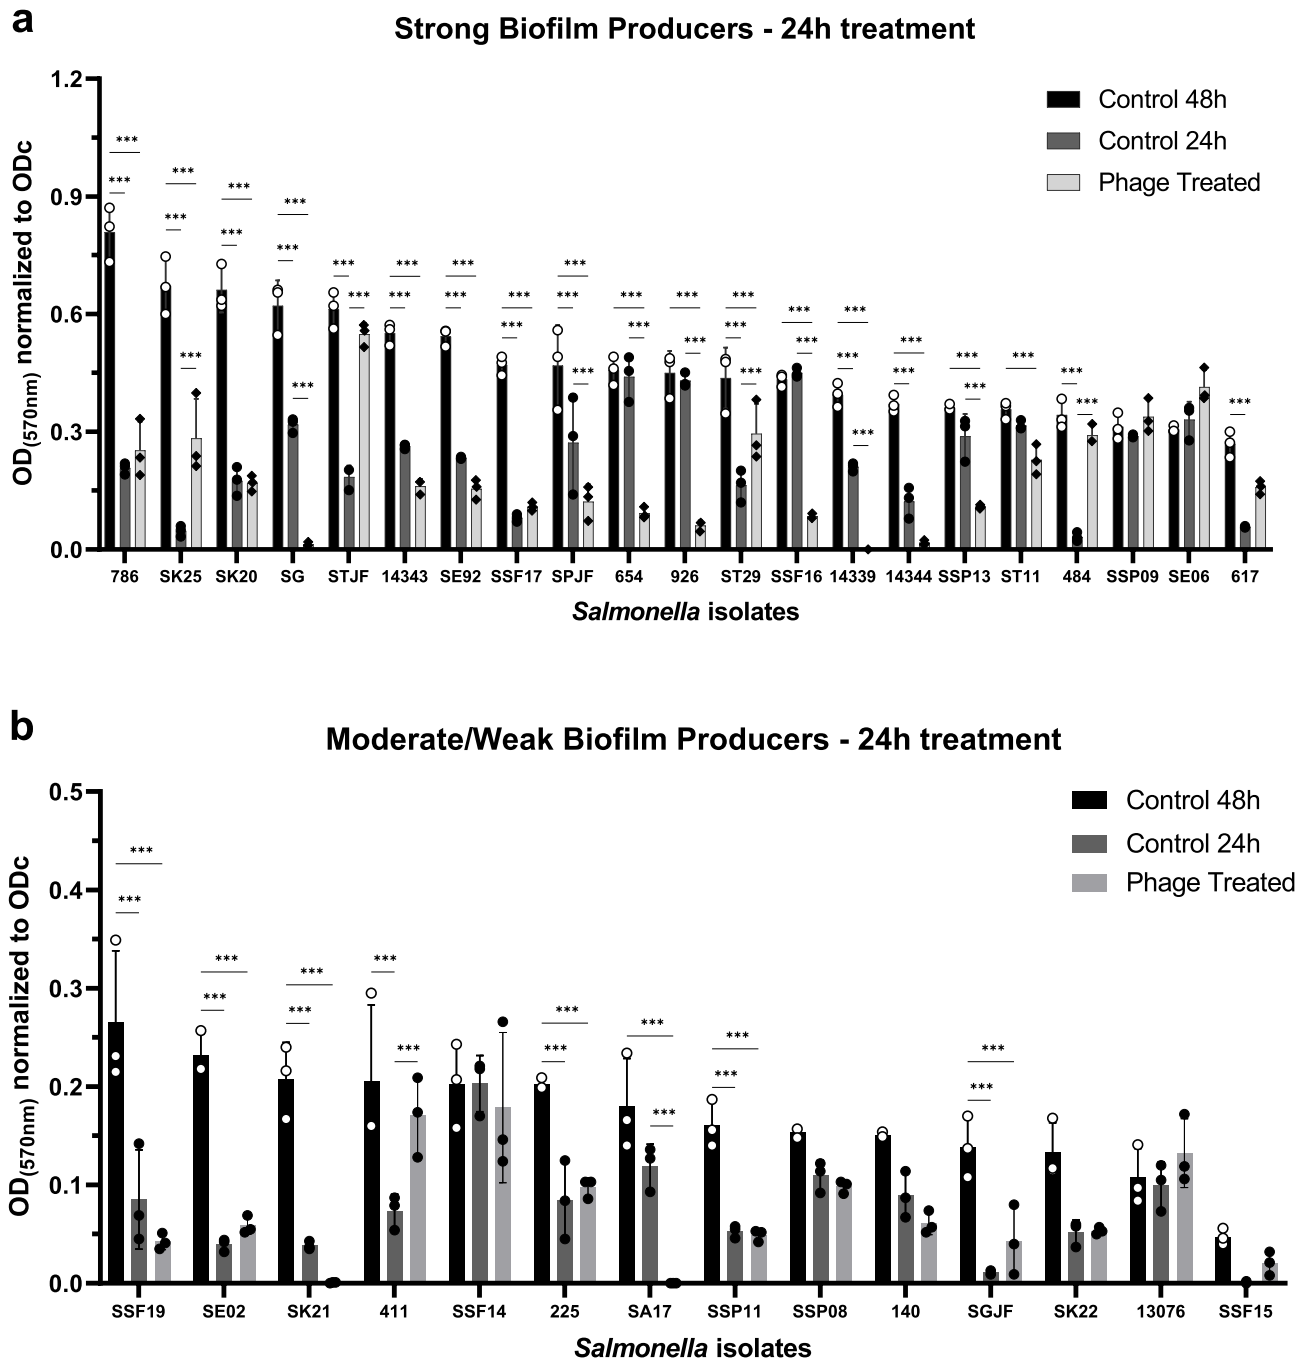 a
Strong Biofilm Producers - 24h treatment
1.2
0.9
0.6
0.3
0.0
OD(570nm) normalized to ODc
Control 48h
Control 24h
Phage Treated
*** *** *** *** *** *** *** *** *** *** *** *** *** *** *** *** *** *** *** *** *** *** *** *** *** *** *** *** *** *** *** *** *** *** *** *** *** *** *** ***
786 SK25 SK20 SG STJF 14343 SE92 SSF17 SPJF 654 926 ST29 SSF16 14339 14344 SSP13 ST11 484 SSP09 SE06 617
Salmonella isolates
b
Moderate/Weak Biofilm Producers - 24h treatment
0.5
0.4
0.3
0.2
0.1
0.0
OD(570nm) normalized to ODc
Control 48h
Control 24h
Phage Treated
*** *** *** *** *** *** *** *** *** *** *** *** *** *** *** ***
SSF19 SE02 SK21 411 SSF14 225 SA17 SSP11 SSP08 140 SGJF SK22 13076 SSF15
Salmonella isolates